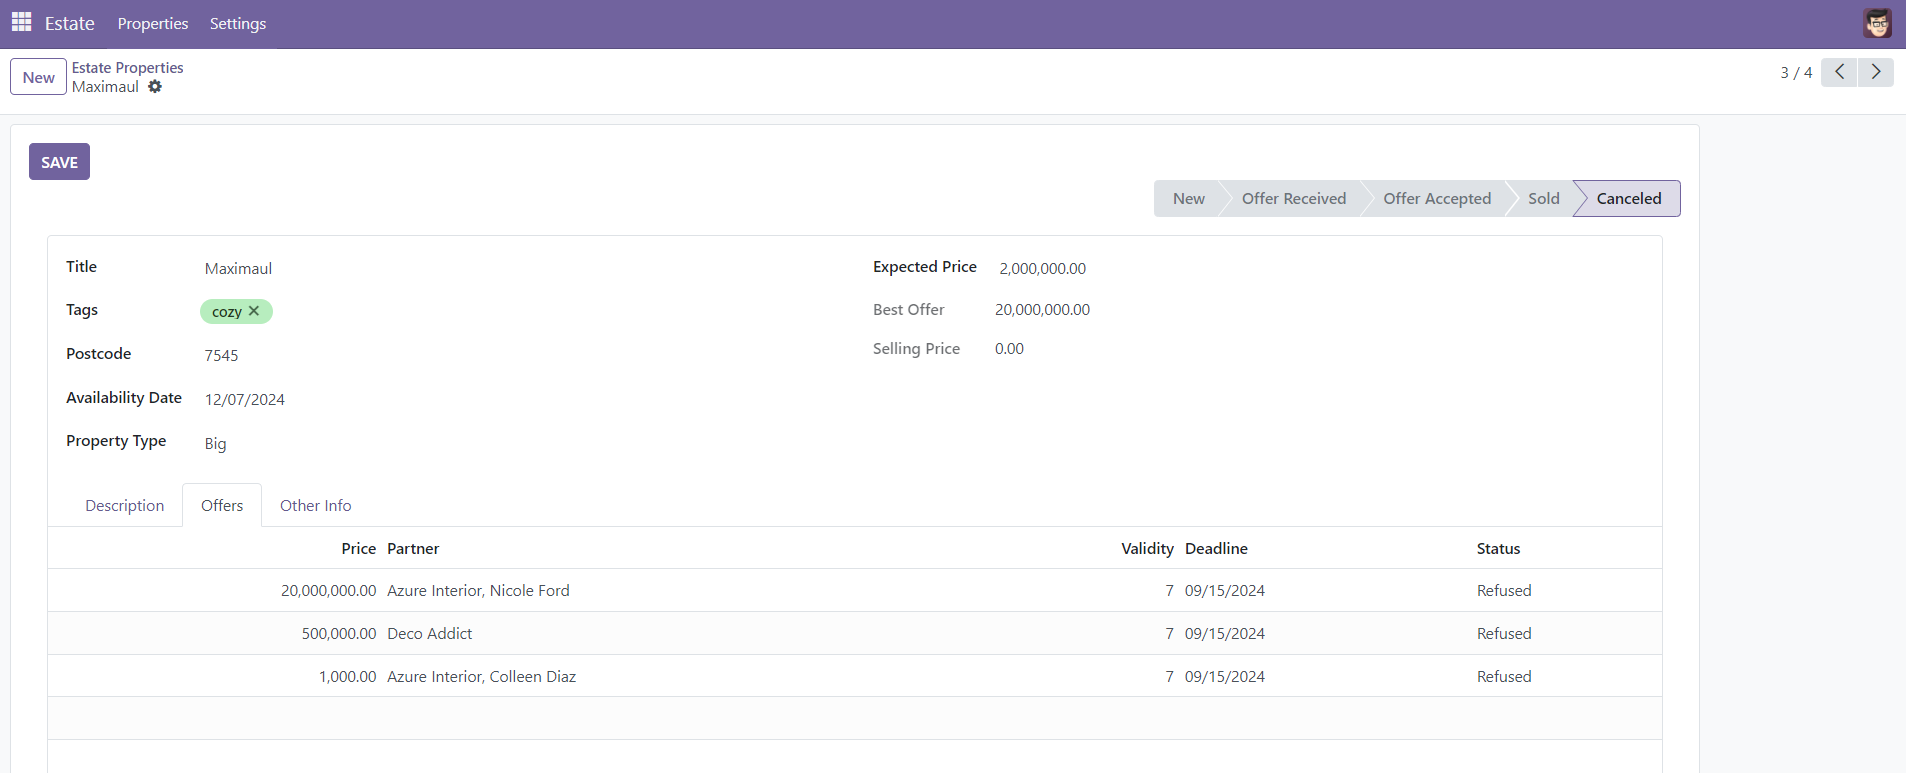 Estate Properties Settings
New Estate Properties
Maximaul
3 / 4
SAVE
New Offer Received Offer Accepted Sold Canceled
Title Maximaul
Tags cozy
Postcode 7545
Availability Date 12/07/2024
Property Type Big
Expected Price 2,000,000.00
Best Offer 20,000,000.00
Selling Price 0.00
Description Offers Other Info
Price Partner Validity Deadline Status
20,000,000.00 Azure Interior, Nicole Ford 7 09/15/2024 Refused
500,000.00 Deco Addict 7 09/15/2024 Refused
1,000.00 Azure Interior, Colleen Diaz 7 09/15/2024 Refused